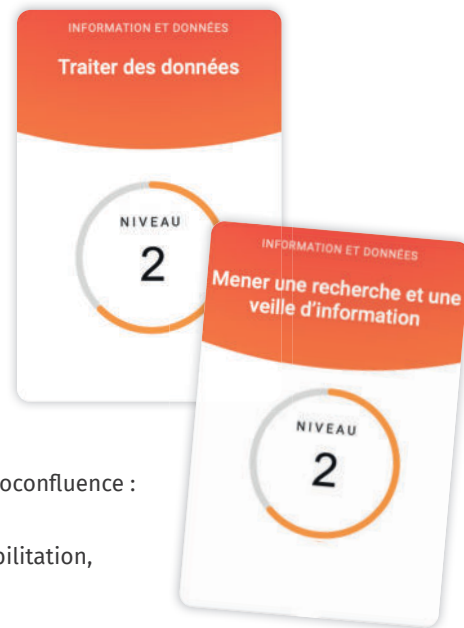 INFORMATION ET DONNÉES
Traiter des données
NIVEAU
2
INFORMATION ET DONNÉES
Mener une recherche et une
veille d'information
NIVEAU
2
oconfluence :
bilitation,